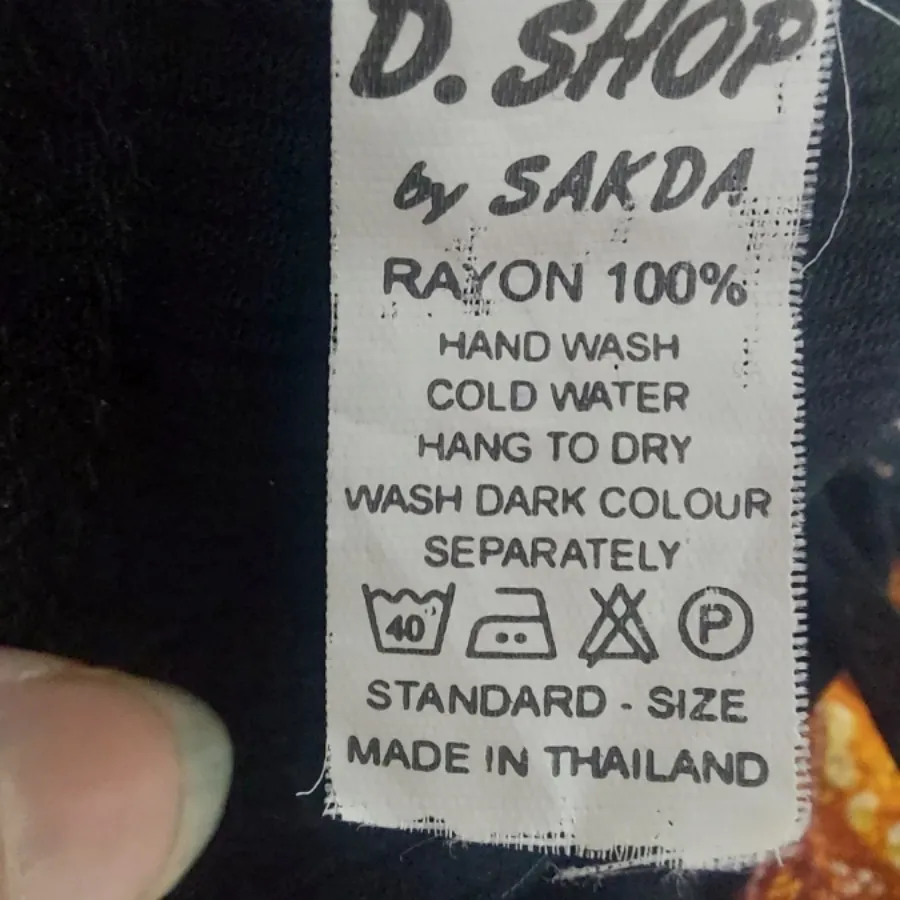 D. SHOP
by SAKDA
RAYON 100%
HAND WASH
COLD WATER
HANG TO DRY
WASH DARK COLOUR
SEPARATELY
40° P
STANDARD - SIZE
MADE IN THAILAND